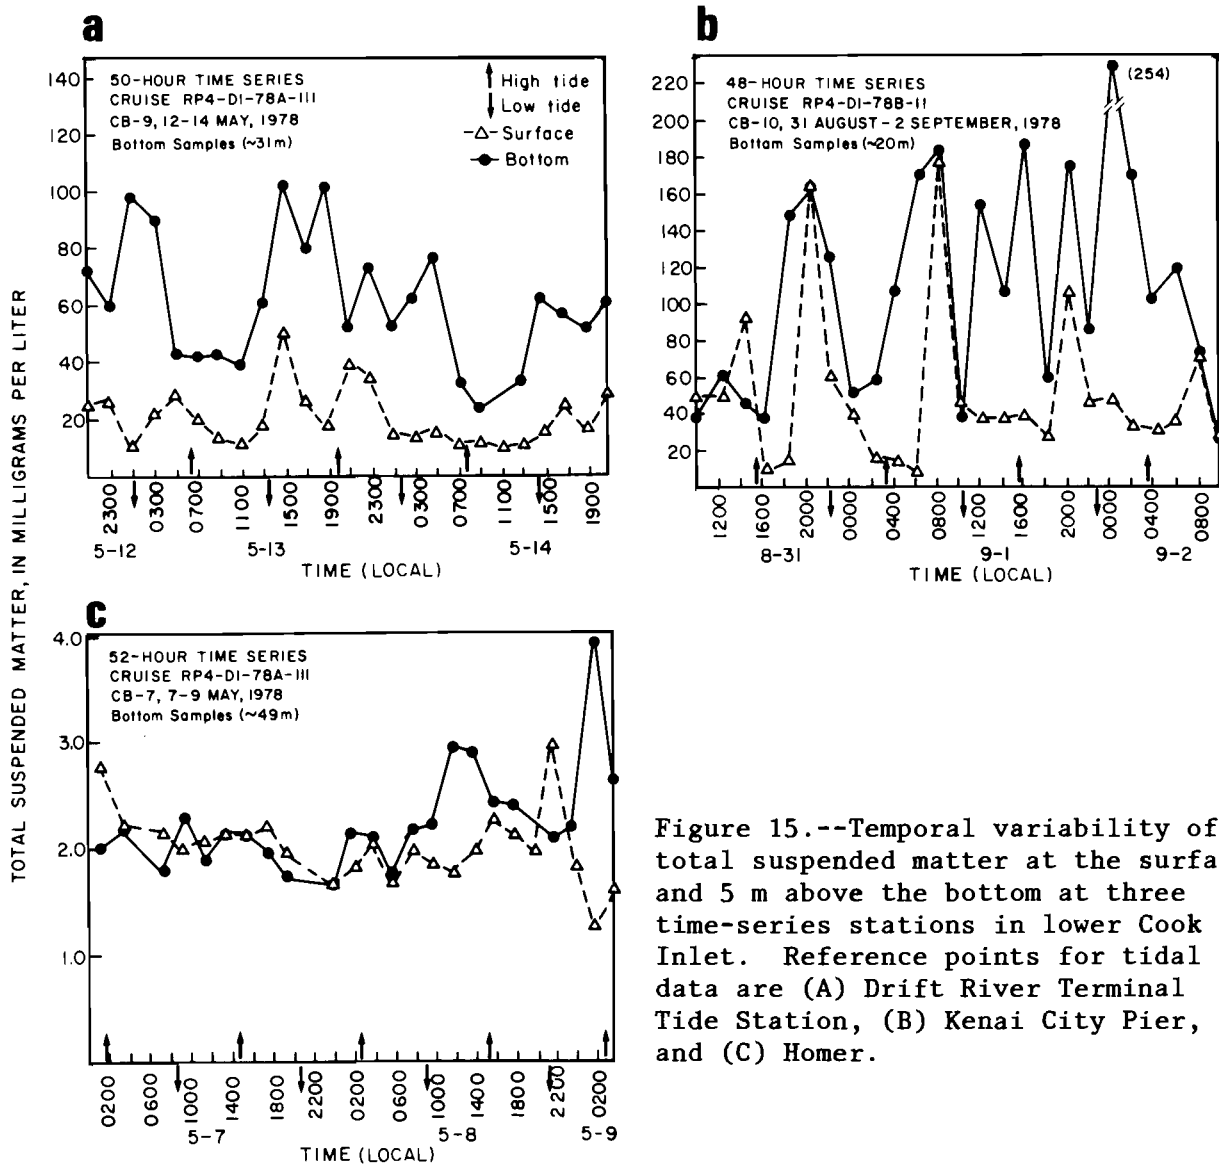 a
140
120
100
80
60
40
20
50-HOUR TIME SERIES
CRUISE RP4-DI-78A-III
CB-9, 12-14 MAY, 1978
Bottom Samples (~31m)
High tide
Low tide
Surface
Bottom
2300
0300
0700
1100
1500
1900
2300
0300
0700
1100
1500
1900
5-12
5-13
5-14
TIME (LOCAL)
b
220
200
180
160
140
120
100
80
60
40
20
48-HOUR TIME SERIES
CRUISE RP4-DI-78B-II
CB-10, 31 AUGUST-2 SEPTEMBER, 1978
Bottom Samples (~20m)
(254)
1200
1600
2000
0000
0400
0800
1200
1600
2000
0000
0400
0800
8-31
9-1
9-2
TIME (LOCAL)
TOTAL SUSPENDED MATTER, IN MILLIGRAMS PER LITER
c
4.0
3.0
2.0
1.0
52-HOUR TIME SERIES
CRUISE RP4-DI-78A-III
CB-7, 7-9 MAY, 1978
Bottom Samples (~49m)
0200
0600
1000
1400
1800
2200
0200
0600
1000
1400
1800
2200
0200
5-7
5-8
5-9
TIME (LOCAL)
Figure 15.--Temporal variability of
total suspended matter at the surfa
and 5 m above the bottom at three
time-series stations in lower Cook
Inlet. Reference points for tidal
data are (A) Drift River Terminal
Tide Station, (B) Kenai City Pier,
and (C) Homer.